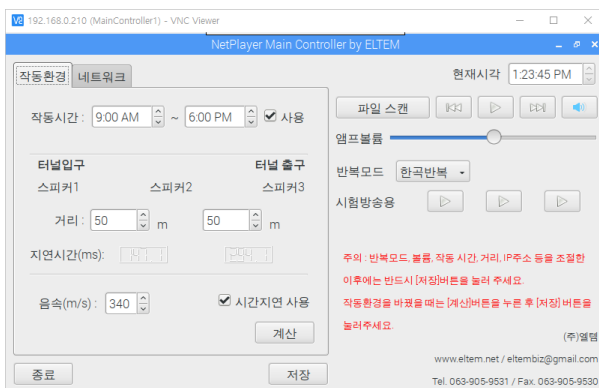 192.168.0.210 (MainController1) - VNC Viewer
NetPlayer Main Controller by ELTEM
작동환경 네트워크
현재시각 1:23:45 PM
작동시간 : 9:00 AM ~ 6:00 PM 사용
파일 스캔
앰프볼륨
터널입구 터널 출구
스피커1 스피커2 스피커3
반복모드 한곡반복
시험방송용
거리 : 50 m 50 m
지연시간(ms): 147.1 294.1
주의 : 반복모드, 볼륨, 작동 시간, 거리, IP주소 등을 조절한
이후에는 반드시 [저장]버튼을 눌러 주세요.
작동환경을 바꿨을 때는 [계산]버튼을 누른 후 [저장] 버튼을
눌러주세요.
음속(m/s) : 340 시간지연 사용
계산
(주)엘템
www.eltem.net / eltembiz@gmail.com
종료 저장
Tel. 063-905-9531 / Fax. 063-905-9530